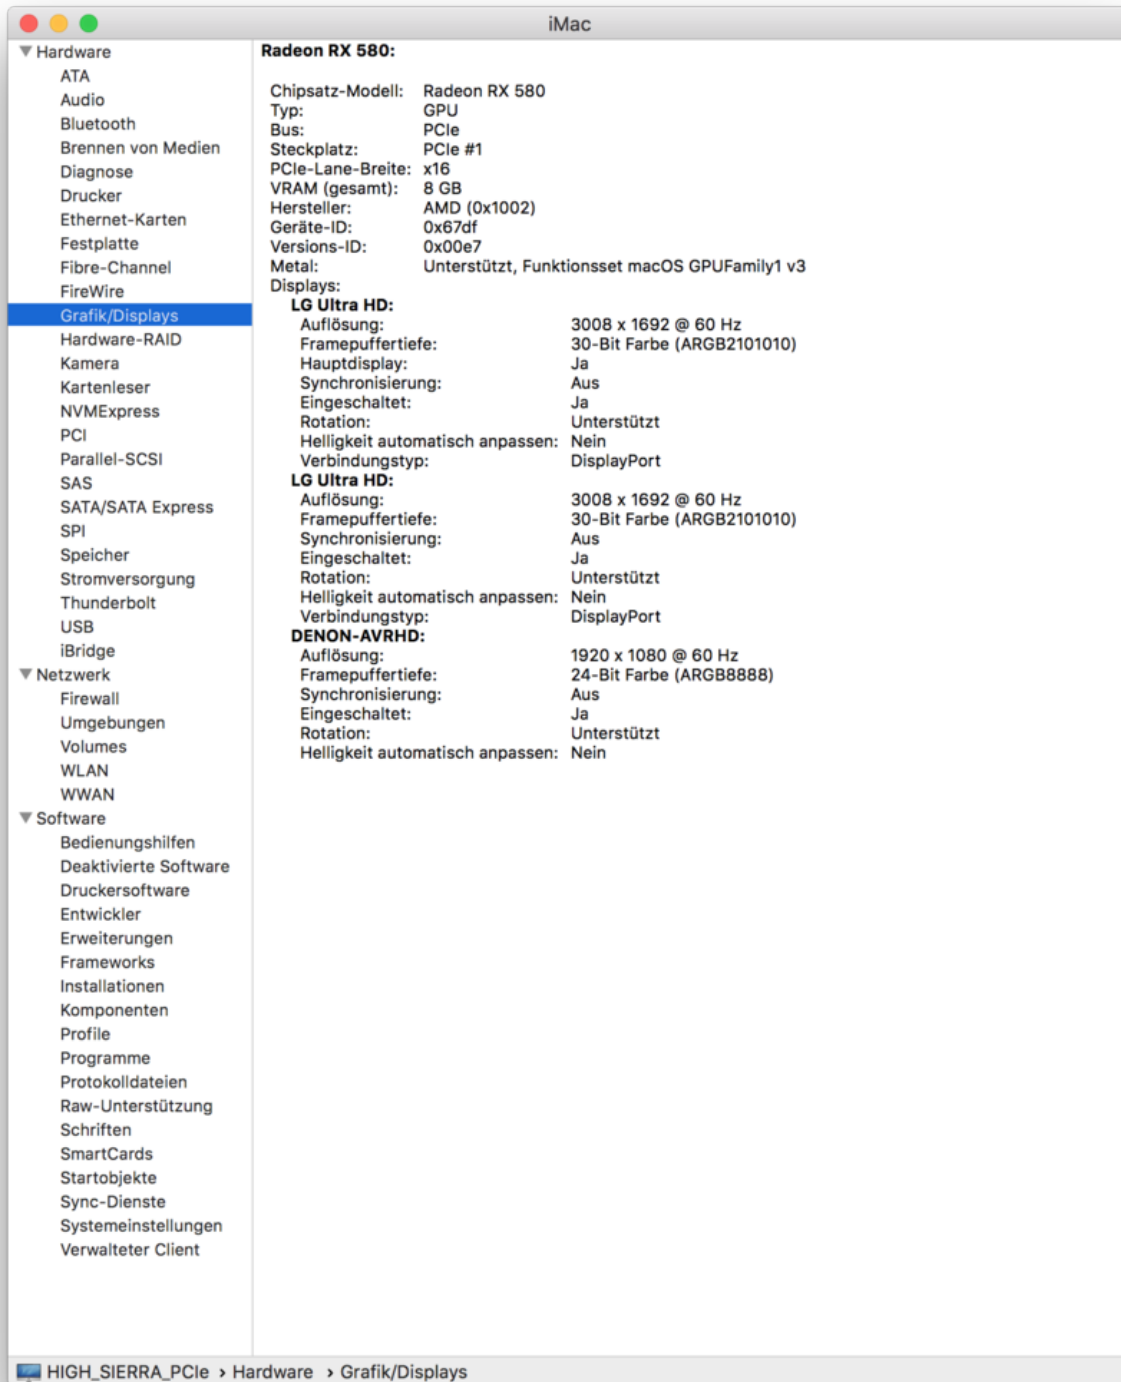 iMac
Hardware
ATA
Audio
Bluetooth
Brennen von Medien
Diagnose
Drucker
Ethernet-Karten
Festplatte
Fibre-Channel
FireWire
Grafik/Displays
Hardware-RAID
Kamera
Kartenleser
NVMExpress
PCI
Parallel-SCSI
SAS
SATA/SATA Express
SPI
Speicher
Stromversorgung
Thunderbolt
USB
iBridge
Netzwerk
Firewall
Umgebungen
Volumes
WLAN
WWAN
Software
Bedienungshilfen
Deaktivierte Software
Druckersoftware
Entwickler
Erweiterungen
Frameworks
Installationen
Komponenten
Profile
Programme
Protokolldateien
Raw-Unterstützung
Schriften
SmartCards
Startobjekte
Sync-Dienste
Systemeinstellungen
Verwalteter Client
Radeon RX 580:
Chipsatz-Modell: Radeon RX 580
Typ: GPU
Bus: PCIe
Steckplatz: PCIe #1
PCIe-Lane-Breite: x16
VRAM (gesamt): 8 GB
Hersteller: AMD (0x1002)
Geräte-ID: 0x67df
Versions-ID: 0x00e7
Metal: Unterstützt, Funktionsset macOS GPUFamily1 v3
Displays:
LG Ultra HD:
Auflösung: 3008 x 1692 @ 60 Hz
Framepuffertiefe: 30-Bit Farbe (ARGB2101010)
Hauptdisplay: Ja
Synchronisierung: Aus
Eingeschaltet: Ja
Rotation: Unterstützt
Helligkeit automatisch anpassen: Nein
Verbindungstyp: DisplayPort
LG Ultra HD:
Auflösung: 3008 x 1692 @ 60 Hz
Framepuffertiefe: 30-Bit Farbe (ARGB2101010)
Synchronisierung: Aus
Eingeschaltet: Ja
Rotation: Unterstützt
Helligkeit automatisch anpassen: Nein
Verbindungstyp: DisplayPort
DENON-AVRHD:
Auflösung: 1920 x 1080 @ 60 Hz
Framepuffertiefe: 24-Bit Farbe (ARGB8888)
Synchronisierung: Aus
Eingeschaltet: Ja
Rotation: Unterstützt
Helligkeit automatisch anpassen: Nein
HIGH_SIERRA_PCIe › Hardware › Grafik/Displays